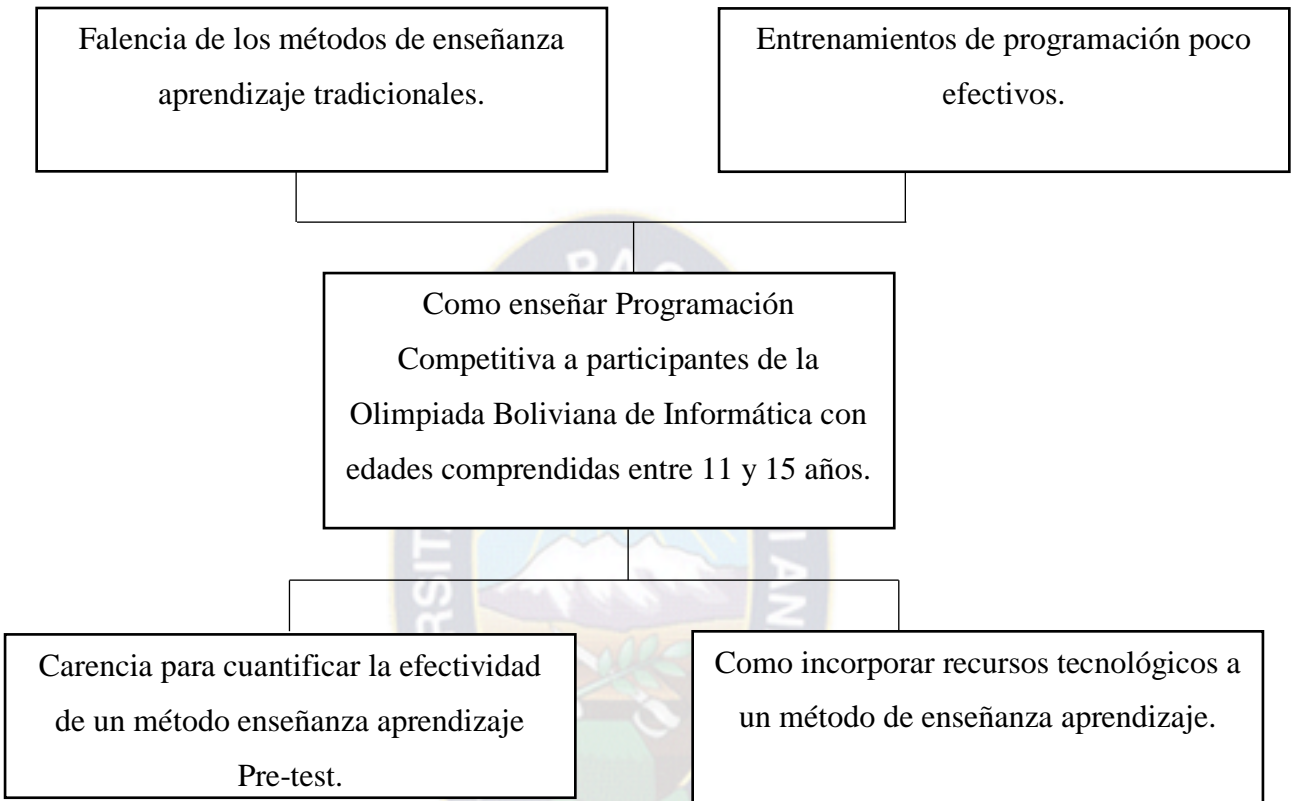 Falencia de los métodos de enseñanza
aprendizaje tradicionales.
Entrenamientos de programación poco
efectivos.
Como enseñar Programación
Competitiva a participantes de la
Olimpiada Boliviana de Informática con
edades comprendidas entre 11 y 15 años.
Carencia para cuantificar la efectividad
de un método enseñanza aprendizaje
Pre-test.
Como incorporar recursos tecnológicos a
un método de enseñanza aprendizaje.